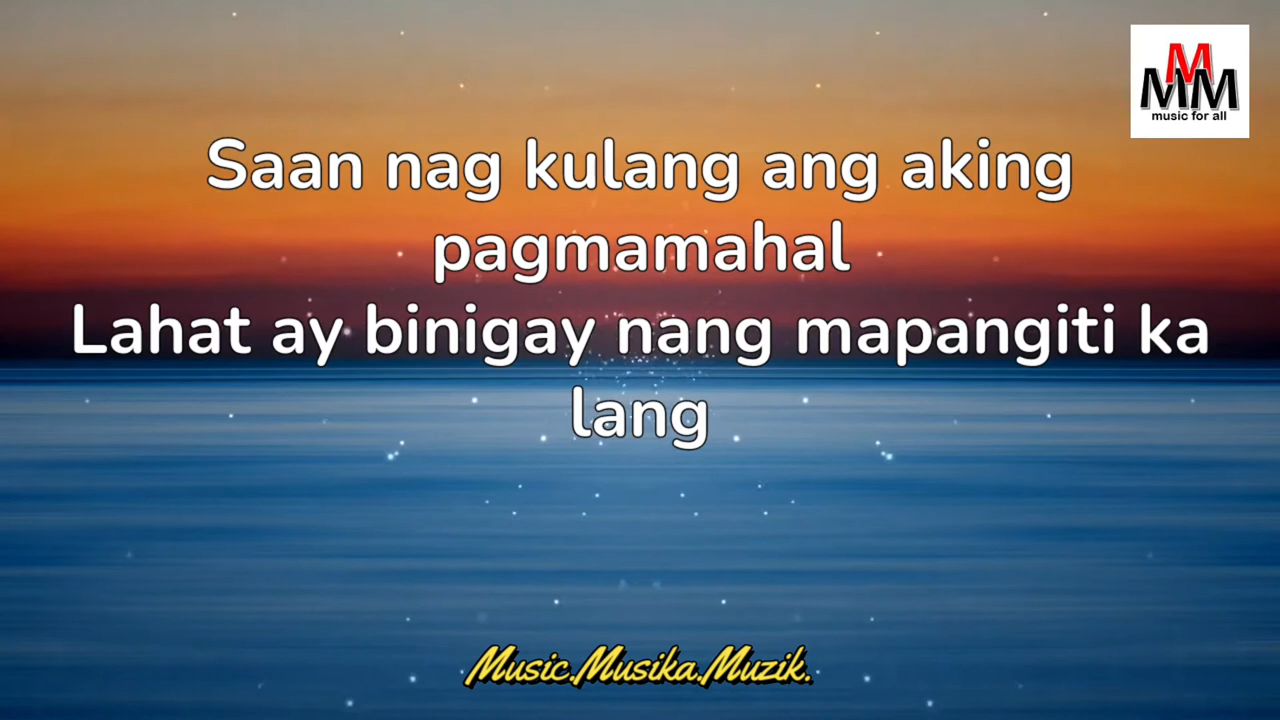 M
MMM
music for all
Saan nag kulang ang aking
pagmamahal
Lahat ay binigay nang mapangiti ka
lang
Music.Musika.Muzik.